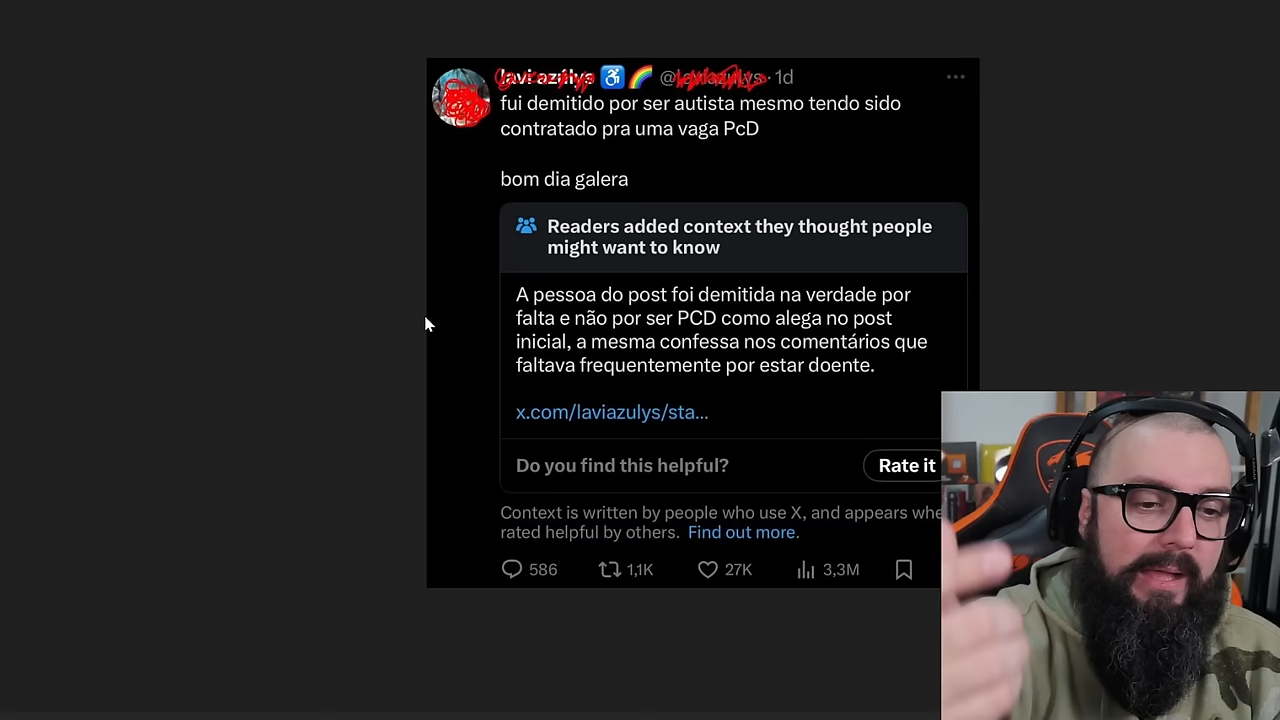 · 1d
fui demitido por ser autista mesmo tendo sido
contratado pra uma vaga PcD
bom dia galera
Readers added context they thought people
might want to know
A pessoa do post foi demitida na verdade por
falta e não por ser PCD como alega no post
inicial, a mesma confessa nos comentários que
faltava frequentemente por estar doente.
x.com/laviazulys/sta...
Do you find this helpful?
Rate it
Context is written by people who use X, and appears whe
rated helpful by others. Find out more.
586 1,1K 27K 3,3M